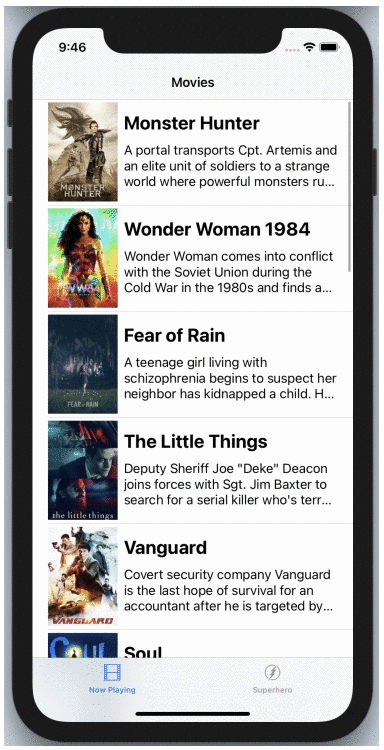 9:46
Movies
MONSTER
HUNTER
Monster Hunter
A portal transports Cpt. Artemis and
an elite unit of soldiers to a strange
world where powerful monsters ru...
WW84
Wonder Woman 1984
Wonder Woman comes into conflict
with the Soviet Union during the
Cold War in the 1980s and finds a...
FEAR OF RAIN
Fear of Rain
A teenage girl living with
schizophrenia begins to suspect her
neighbor has kidnapped a child. H...
the little things
The Little Things
Deputy Sheriff Joe "Deke" Deacon
joins forces with Sgt. Jim Baxter to
search for a serial killer who's terr...
VANGUARD
Vanguard
Covert security company Vanguard
is the last hope of survival for an
accountant after he is targeted by...
Soul
Soul
Now Playing
Superhero